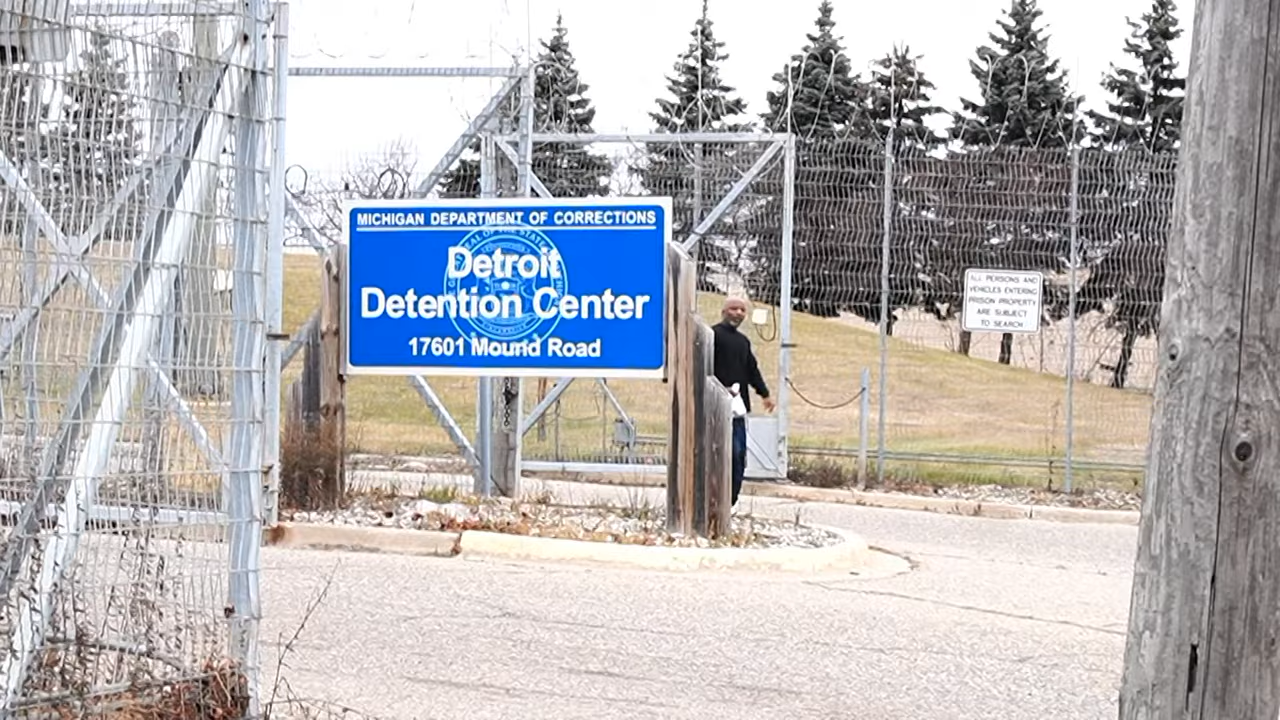 MICHIGAN DEPARTMENT OF CORRECTIONS
Detroit
Detention Center
17601 Mound Road
ALL PERSONS AND
VEHICLES ENTERING
PRISON PROPERTY
ARE SUBJECT
TO SEARCH